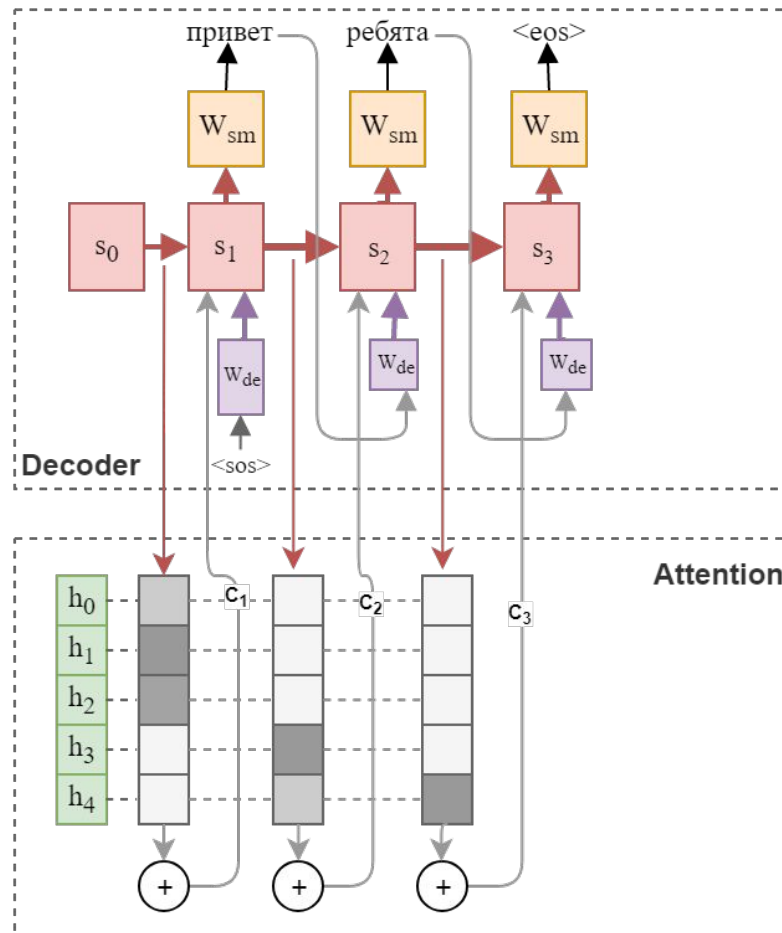 привет ребята <eos>
W_sm W_sm W_sm
s_0 s_1 s_2 s_3
W_de W_de W_de
Decoder <sos>
Attention
h_0 C_1 C_2 C_3
h_1
h_2
h_3
h_4
+ + +